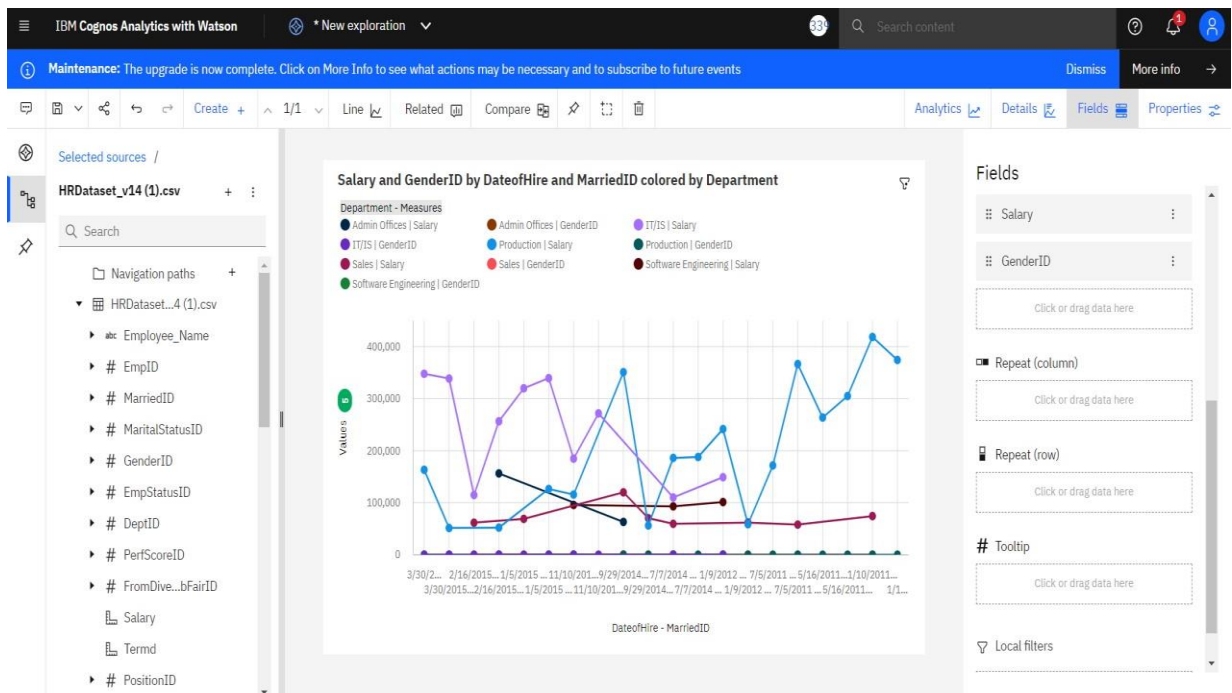 IBM Cognos Analytics with Watson
* New exploration
339
Search content
1
Maintenance: The upgrade is now complete. Click on More Info to see what actions may be necessary and to subscribe to future events
Dismiss
More info
Create +
1/1
Line
Related
Compare
Analytics
Details
Fields
Properties
Selected sources /
HRDataset_v14 (1).csv
Search
Navigation paths
HRDataset...4 (1).csv
abc Employee_Name
# EmpID
# MarriedID
# MaritalStatusID
# GenderID
# EmpStatusID
# DeptID
# PerfScoreID
# FromDive...bFairID
Salary
Termd
# PositionID
Salary and GenderID by DateofHire and MarriedID colored by Department
Department - Measures
Admin Offices | Salary
Admin Offices | GenderID
IT/IS | Salary
IT/IS | GenderID
Production | Salary
Production | GenderID
Sales | Salary
Sales | GenderID
Software Engineering | Salary
Software Engineering | GenderID
400,000
300,000
200,000
100,000
0
Values
3/30/2... 2/16/2015... 1/5/2015 ... 11/10/201... 9/29/2014... 7/7/2014 ... 1/9/2012 ... 7/5/2011 ... 5/16/2011... 1/10/2011...
3/30/2015... 2/16/2015... 1/5/2015 ... 11/10/201... 9/29/2014... 7/7/2014 ... 1/9/2012 ... 7/5/2011 ... 5/16/2011... 1/1...
DateofHire - MarriedID
Fields
Salary
GenderID
Click or drag data here
Repeat (column)
Click or drag data here
Repeat (row)
Click or drag data here
# Tooltip
Click or drag data here
Local filters